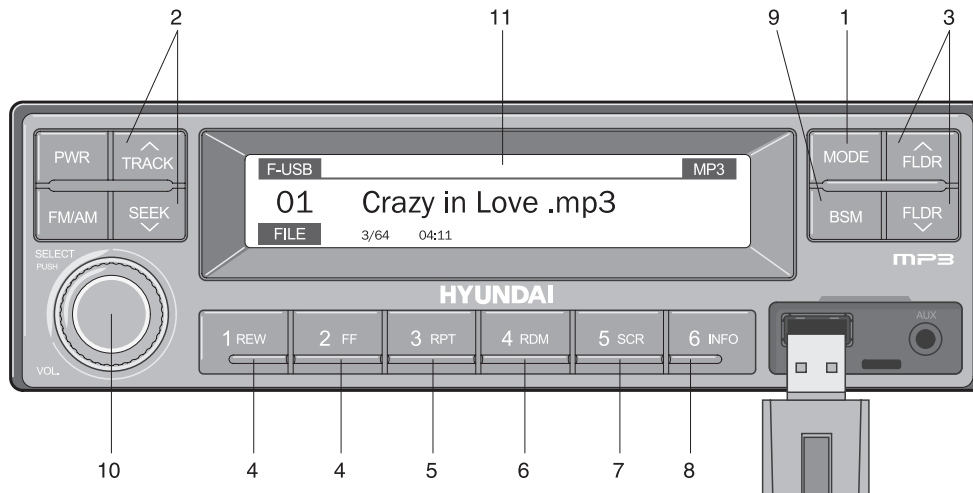 2 11 9 1 3
PWR TRACK
FM/AM SEEK
SELECT
PUSH
VOL.
F-USB MP3
01 Crazy in Love .mp3
FILE 3/64 04:11
HYUNDAI
1 REW 2 FF 3 RPT 4 RDM 5 SCR 6 INFO
MODE FLDR
BSM FLDR
MP3
AUX
10 4 4 5 6 7 8